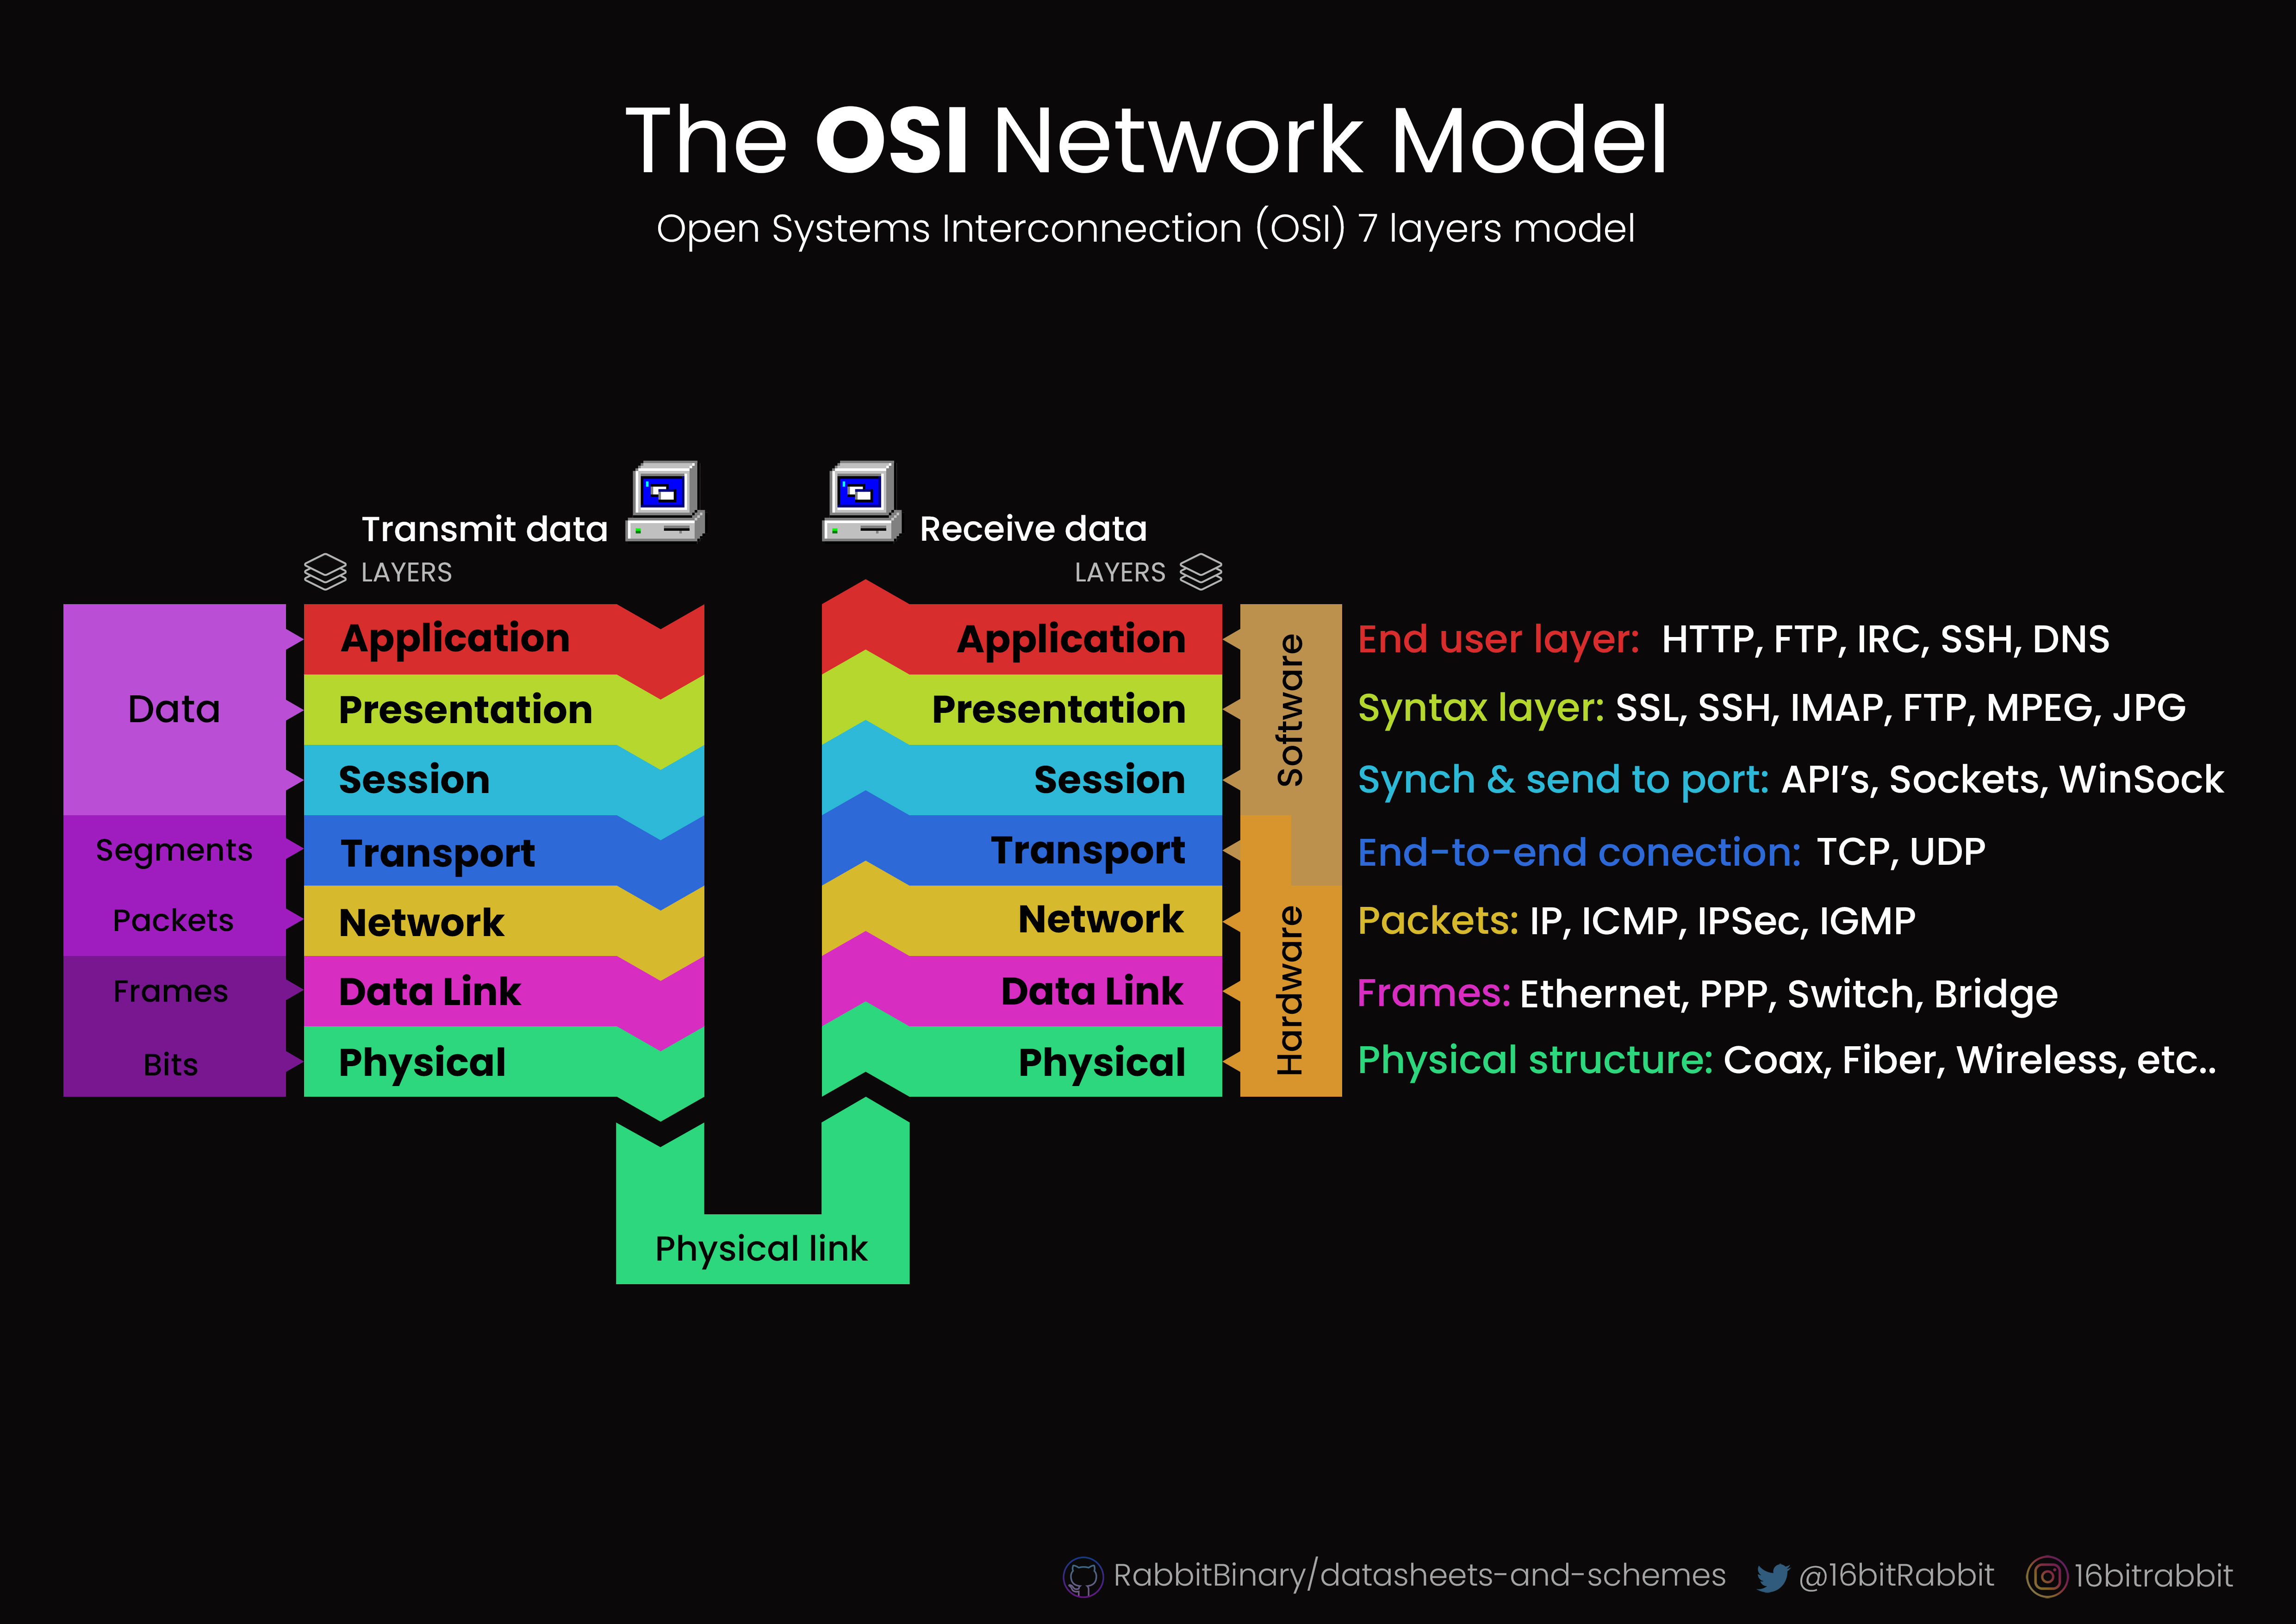 The OSI Network Model
Open Systems Interconnection (OSI) 7 layers model
Transmit data
Receive data
LAYERS
LAYERS
Data
Segments
Packets
Frames
Bits
Application
Presentation
Session
Transport
Network
Data Link
Physical
Application
Presentation
Session
Transport
Network
Data Link
Physical
Physical link
Software
Hardware
End user layer: HTTP, FTP, IRC, SSH, DNS
Syntax layer: SSL, SSH, IMAP, FTP, MPEG, JPG
Synch & send to port: API's, Sockets, WinSock
End-to-end conection: TCP, UDP
Packets: IP, ICMP, IPSec, IGMP
Frames: Ethernet, PPP, Switch, Bridge
Physical structure: Coax, Fiber, Wireless, etc..
RabbitBinary/datasheets-and-schemes @16bitRabbit 16bitrabbit